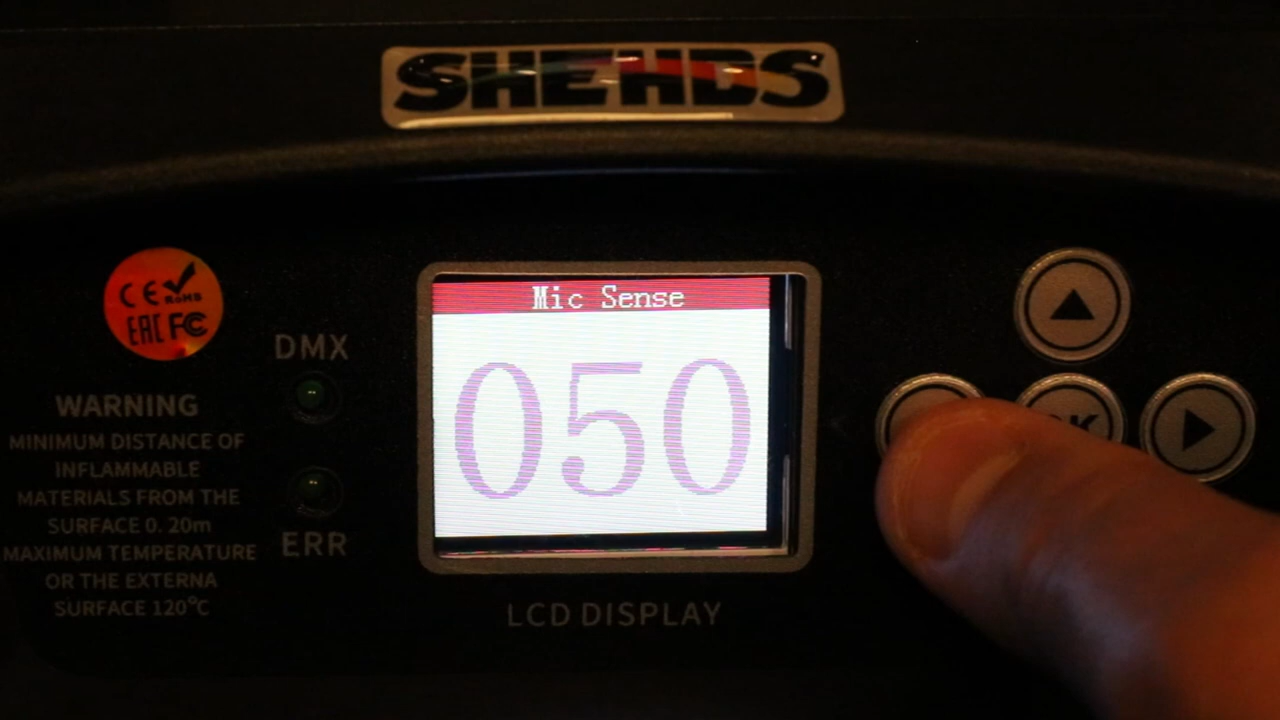 SHEHDS
CE RoHS
EAC FC
DMX
WARNING
MINIMUM DISTANCE OF
INFLAMMABLE
MATERIALS FROM THE
SURFACE 0. 20m
MAXIMUM TEMPERATURE
OR THE EXTERNA
SURFACE 120°C
ERR
Mic Sense
050
LCD DISPLAY